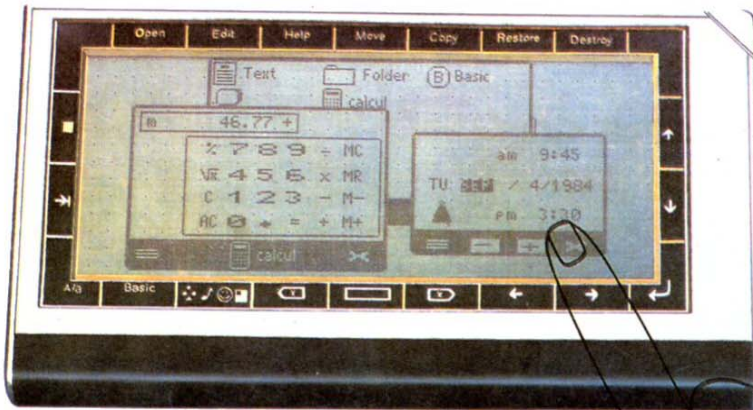 Open Edit Help Move Copy Restore Destroy
Text Folder B Basic
calcul
m 46.77 +
% 7 8 9 ÷ MC
√x 4 5 6 x MR
C 1 2 3 − M−
AC 0 . = + M+
calcul
am 9:45
TU SEP / 4/1984
pm 3:30
− +
A/a Basic x x